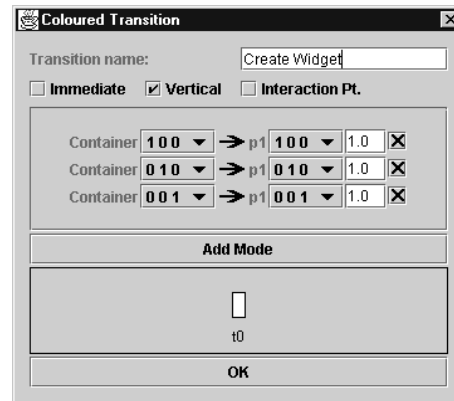 Coloured Transition
Transition name: Create Widget
Immediate Vertical Interaction Pt.
Container 1 0 0 p1 1 0 0 1.0
Container 0 1 0 p1 0 1 0 1.0
Container 0 0 1 p1 0 0 1 1.0
Add Mode
t0
OK